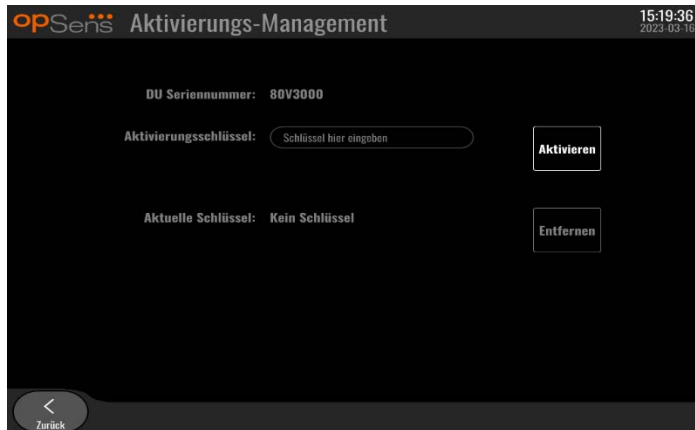 opSens Aktivierungs-Management 15:19:36
2023-03-16
DU Seriennummer: 80V3000
Aktivierungsschlüssel: Schlüssel hier eingeben Aktivieren
Aktuelle Schlüssel: Kein Schlüssel Entfernen
Zurück